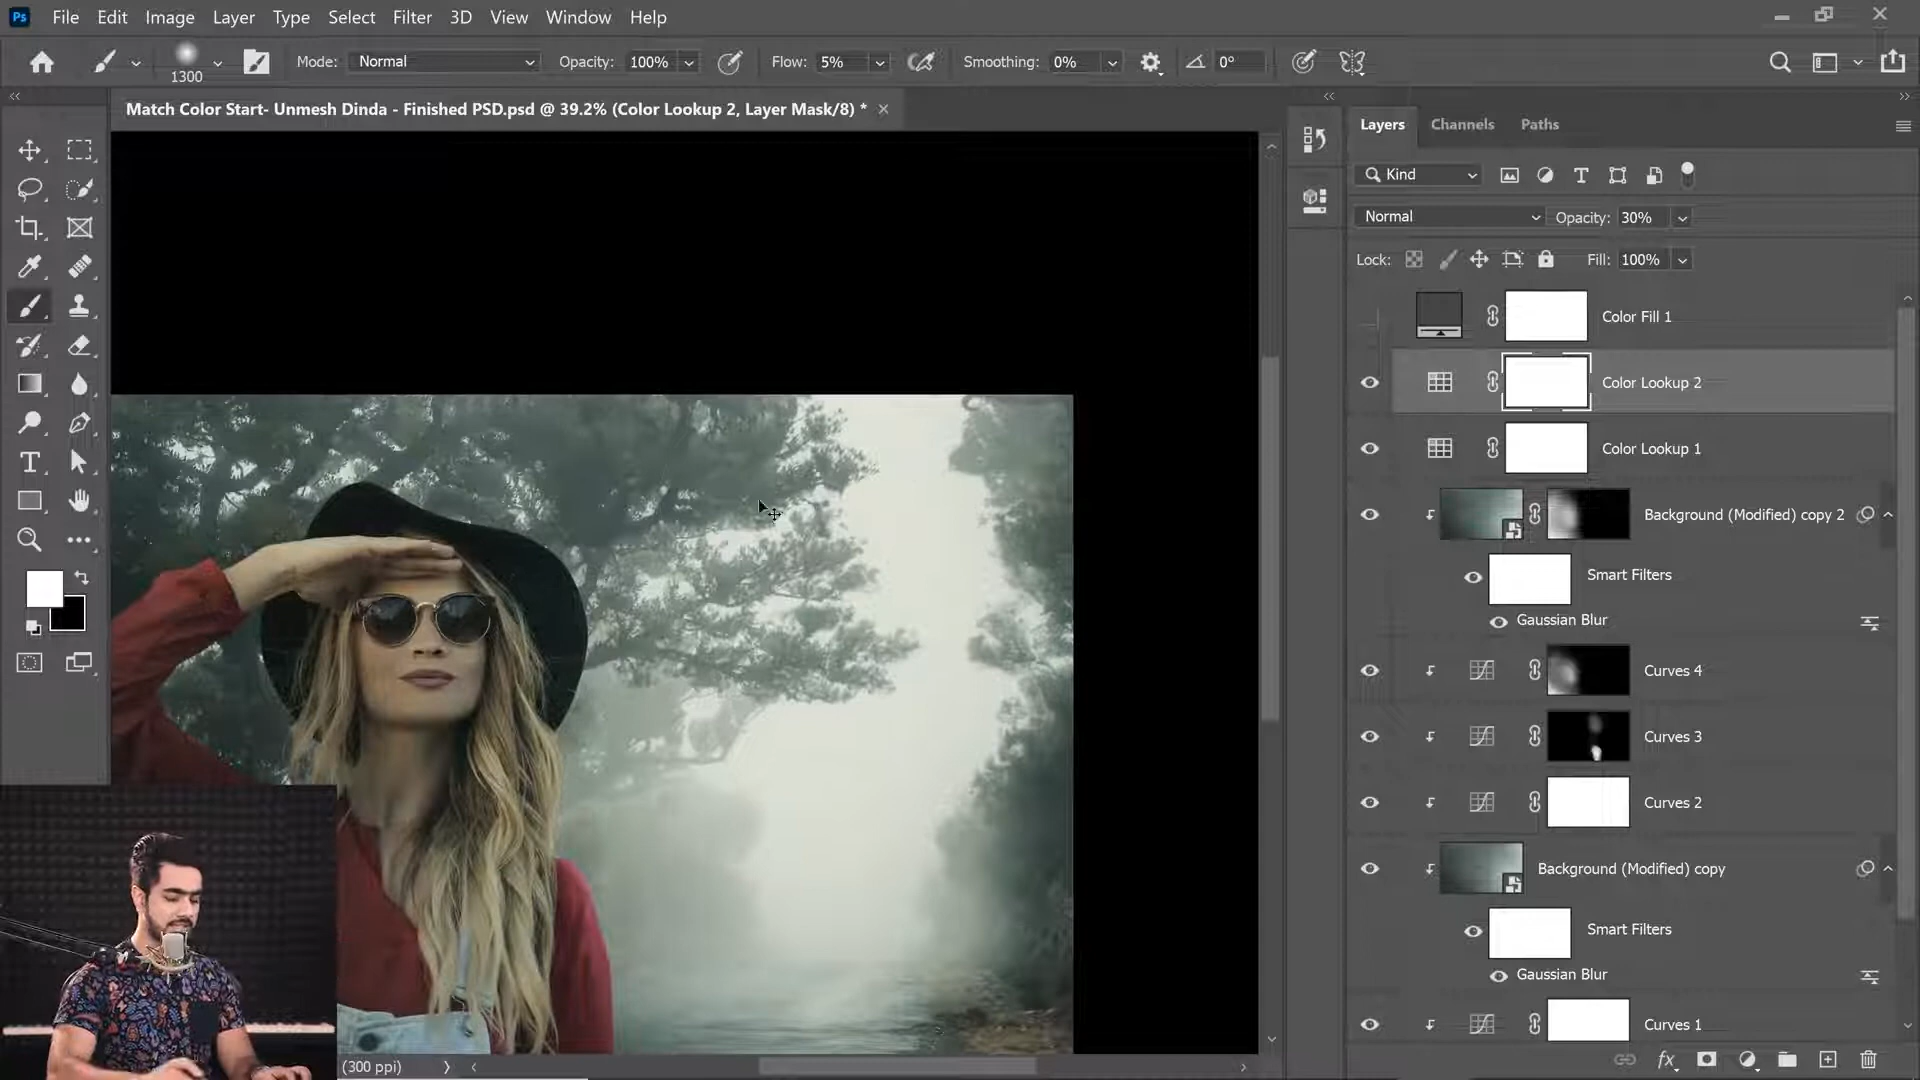 Ps File Edit Image Layer Type Select Filter 3D View Window Help
1300 Mode: Normal Opacity: 100% Flow: 5% Smoothing: 0% 0°
Match Color Start- Unmesh Dinda - Finished PSD.psd @ 39.2% (Color Lookup 2, Layer Mask/8) *
Layers Channels Paths
Kind
Normal Opacity: 30%
Lock: Fill: 100%
Color Fill 1
Color Lookup 2
Color Lookup 1
Background (Modified) copy 2
Smart Filters
Gaussian Blur
Curves 4
Curves 3
Curves 2
Background (Modified) copy
Smart Filters
Gaussian Blur
Curves 1
(300 ppi)
fx